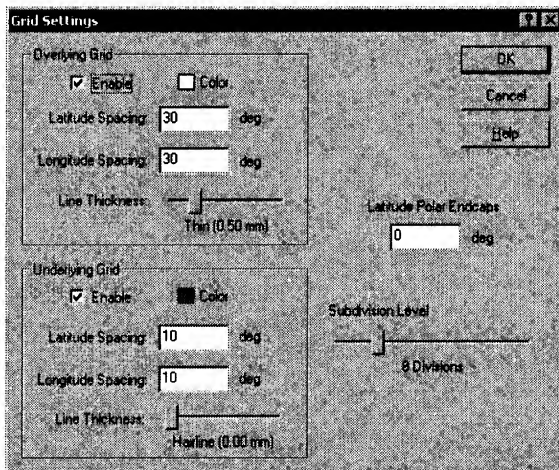 Grid Settings
Overlying Grid
Enable
Color
Latitude Spacing: 30 deg
Longitude Spacing: 30 deg
Line Thickness:
Thin (0.50 mm)
Underlying Grid
Enable
Color
Latitude Spacing: 10 deg
Longitude Spacing: 10 deg
Line Thickness:
Hairline (0.00 mm)
OK
Cancel
Help
Latitude Polar Endcaps
0 deg
Subdivision Level
8 Divisions